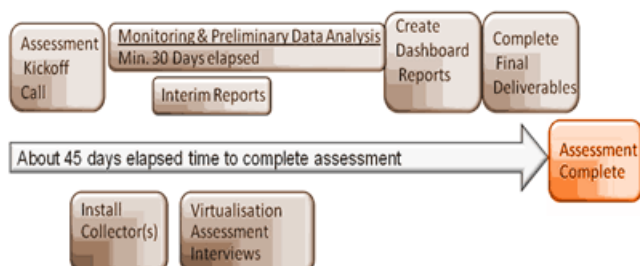 Assessment
Kickoff
Call
Monitoring & Preliminary Data Analysis
Min. 30 Days elapsed
Interim Reports
Create
Dashboard
Reports
Complete
Final
Deliverables
About 45 days elapsed time to complete assessment
Assessment
Complete
Install
Collector(s)
Virtualisation
Assessment
Interviews